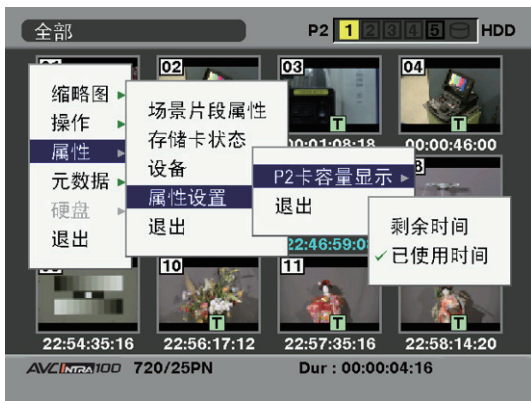 全部
P2 1 2 3 4 5 HDD
02 03 04
缩略图
操作
属性
元数据
硬盘
退出
场景片段属性
存储卡状态
设备
属性设置
退出
P2卡容量显示
退出
剩余时间
已使用时间
00:01:08:18 00:00:46:00
T T
22:46:59:0
10 11
T T T
22:54:35:16 22:56:17:12 22:57:35:16 22:58:14:20
AVC INTRA 100 720/25PN Dur : 00:00:04:16